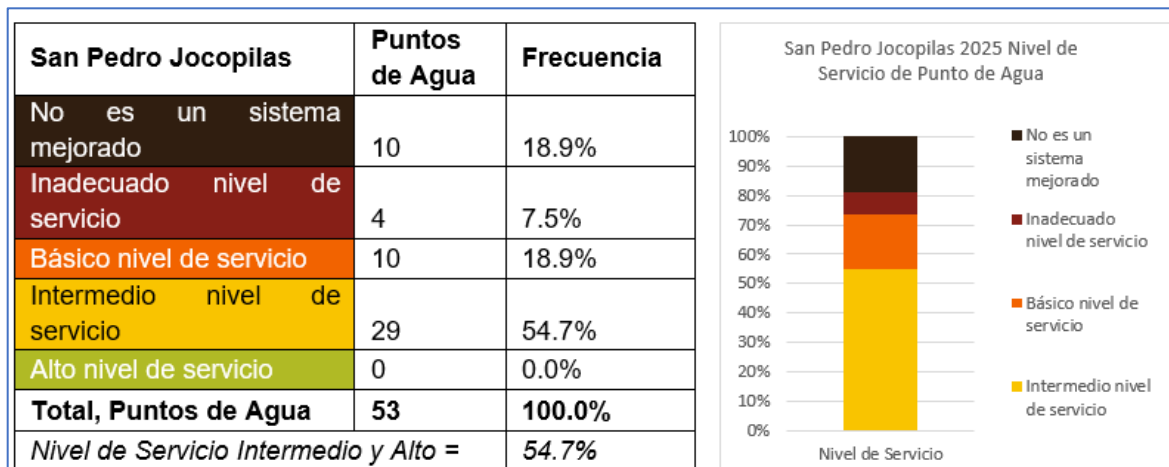 San Pedro Jocopilas
Puntos
de Agua
Frecuencia
No es un sistema
mejorado
10
18.9%
Inadecuado nivel de
servicio
4
7.5%
Básico nivel de servicio
10
18.9%
Intermedio nivel de
servicio
29
54.7%
Alto nivel de servicio
0
0.0%
Total, Puntos de Agua
53
100.0%
Nivel de Servicio Intermedio y Alto =
54.7%
San Pedro Jocopilas 2025 Nivel de
Servicio de Punto de Agua
100%
90%
80%
70%
60%
50%
40%
30%
20%
10%
0%
Nivel de Servicio
No es un
sistema
mejorado
Inadecuado
nivel de servicio
Básico nivel de
servicio
Intermedio nivel
de servicio